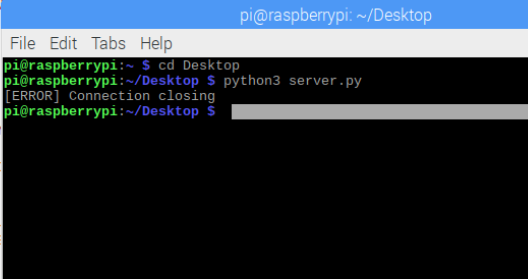 pi@raspberrypi: ~/Desktop
File Edit Tabs Help
pi@raspberrypi:~ $ cd Desktop
pi@raspberrypi:~/Desktop $ python3 server.py
[ERROR] Connection closing
pi@raspberrypi:~/Desktop $